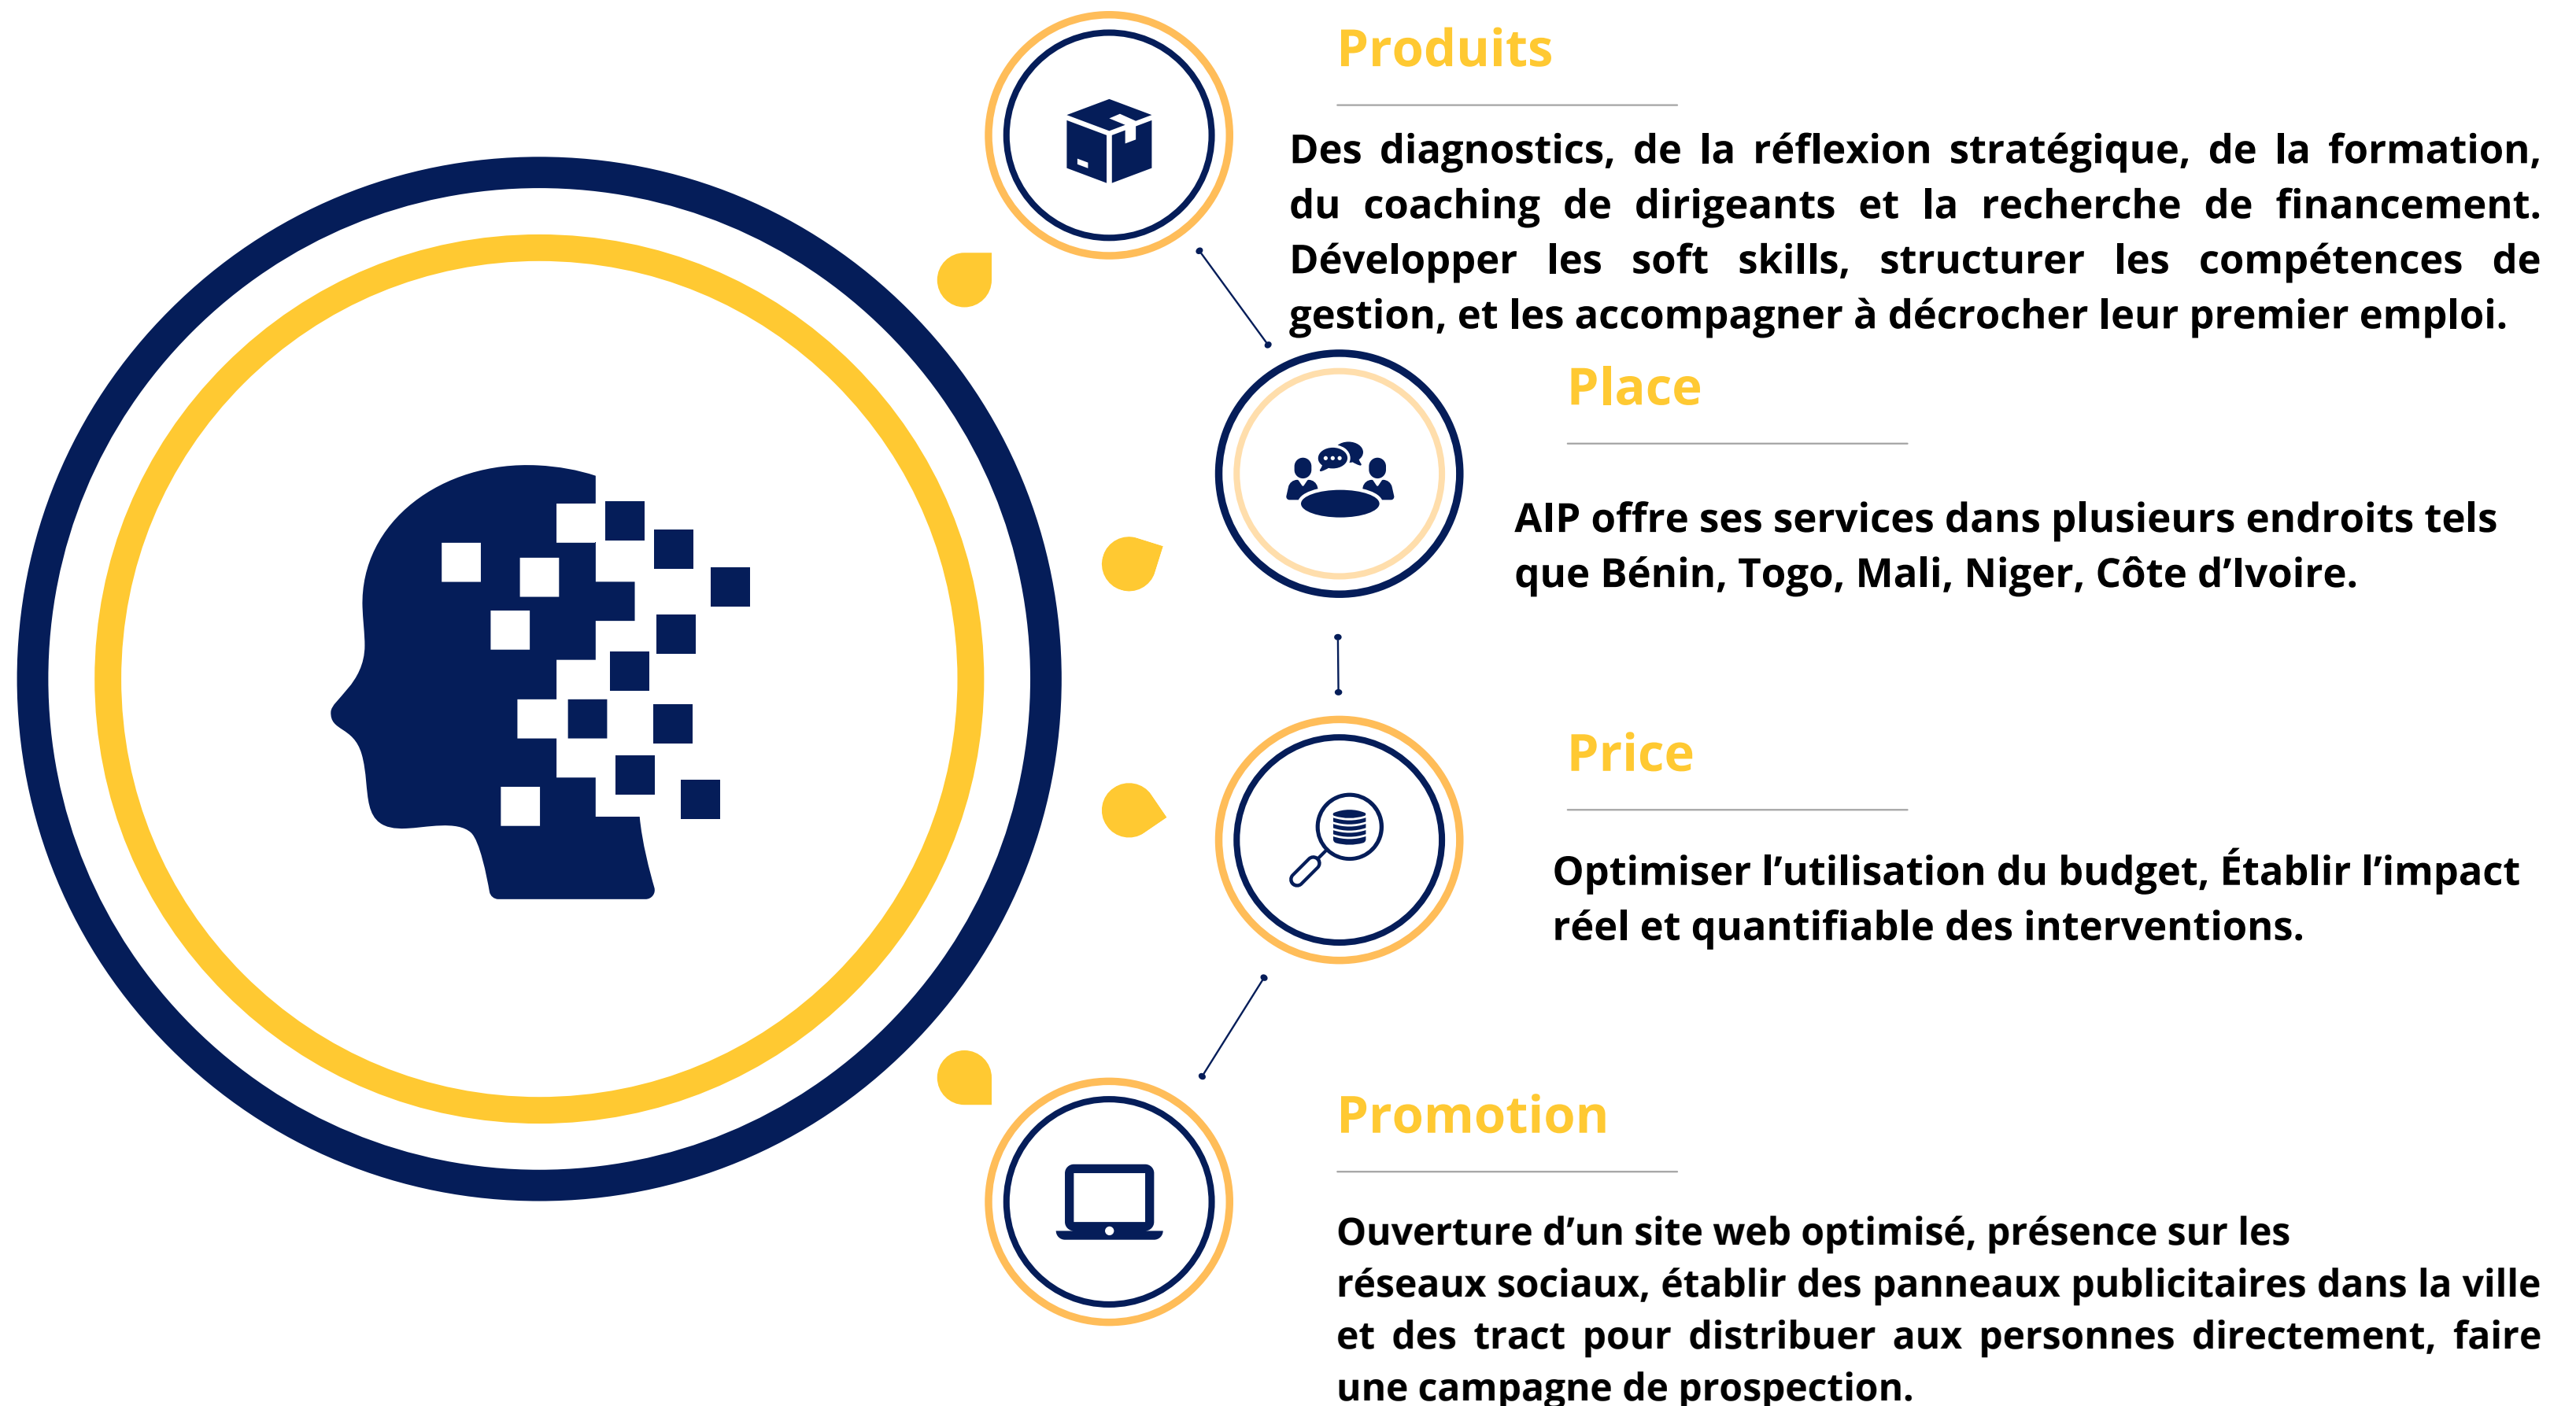 Produits
Des diagnostics, de la réflexion stratégique, de la formation,
du coaching de dirigeants et la recherche de financement.
Développer les soft skills, structurer les compétences de
gestion, et les accompagner à décrocher leur premier emploi.
Place
AIP offre ses services dans plusieurs endroits tels
que Bénin, Togo, Mali, Niger, Côte d’Ivoire.
Price
Optimiser l’utilisation du budget, Établir l’impact
réel et quantifiable des interventions.
Promotion
Ouverture d’un site web optimisé, présence sur les
réseaux sociaux, établir des panneaux publicitaires dans la ville
et des tract pour distribuer aux personnes directement, faire
une campagne de prospection.